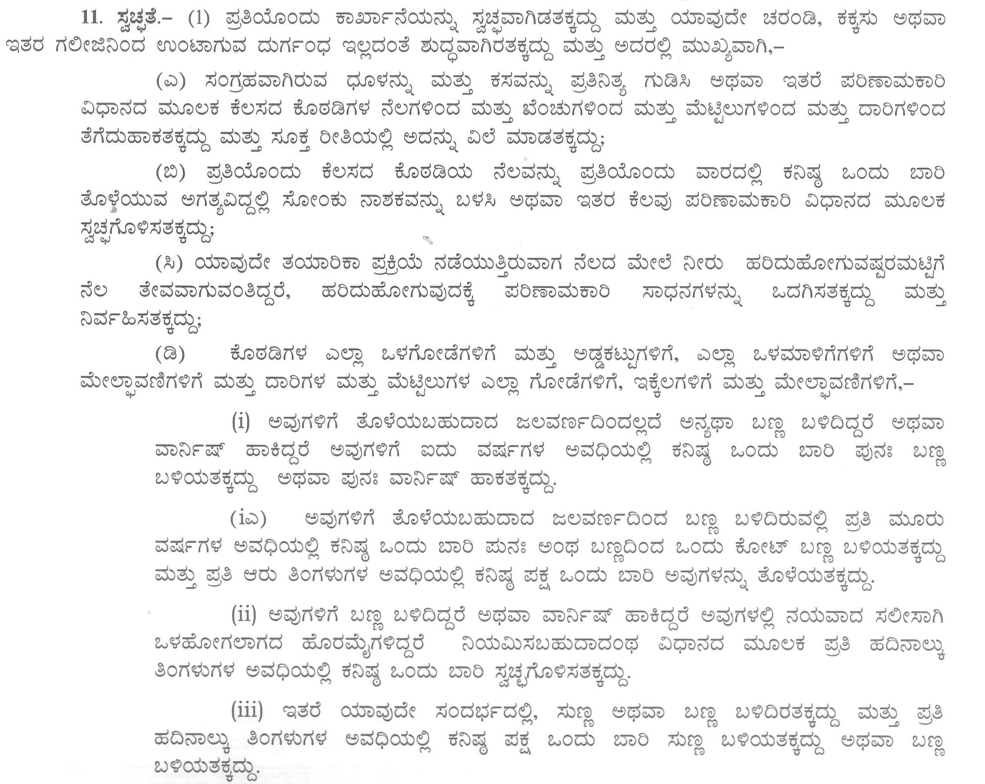 11. ಸ್ವಚ್ಛತೆ.– (1) ಪ್ರತಿಯೊಂದು ಕಾರ್ಖಾನೆಯನ್ನು ಸ್ವಚ್ಛವಾಗಿಡತಕ್ಕದ್ದು ಮತ್ತು ಯಾವುದೇ ಚರಂಡಿ, ಕಕ್ಕಸು ಅಥವಾ
ಇತರ ಗಲೀಜಿನಿಂದ ಉಂಟಾಗುವ ದುರ್ಗಂಧ ಇಲ್ಲದಂತೆ ಶುದ್ಧವಾಗಿರತಕ್ಕದ್ದು ಮತ್ತು ಅದರಲ್ಲಿ ಮುಖ್ಯವಾಗಿ,–
(ಎ) ಸಂಗ್ರಹವಾಗಿರುವ ಧೂಳನ್ನು ಮತ್ತು ಕಸವನ್ನು ಪ್ರತಿನಿತ್ಯ ಗುಡಿಸಿ ಅಥವಾ ಇತರೆ ಪರಿಣಾಮಕಾರಿ
ವಿಧಾನದ ಮೂಲಕ ಕೆಲಸದ ಕೊಠಡಿಗಳ ನೆಲಗಳಿಂದ ಮತ್ತು ಬೆಂಚುಗಳಿಂದ ಮತ್ತು ಮೆಟ್ಟಿಲುಗಳಿಂದ ಮತ್ತು ದಾರಿಗಳಿಂದ
ತೆಗೆದುಹಾಕತಕ್ಕದ್ದು ಮತ್ತು ಸೂಕ್ತ ರೀತಿಯಲ್ಲಿ ಅದನ್ನು ವಿಲೆ ಮಾಡತಕ್ಕದ್ದು;
(ಬಿ) ಪ್ರತಿಯೊಂದು ಕೆಲಸದ ಕೊಠಡಿಯ ನೆಲವನ್ನು ಪ್ರತಿಯೊಂದು ವಾರದಲ್ಲಿ ಕನಿಷ್ಠ ಒಂದು ಬಾರಿ
ತೊಳೆಯುವ ಅಗತ್ಯವಿದ್ದಲ್ಲಿ ಸೋಂಕು ನಾಶಕವನ್ನು ಬಳಸಿ ಅಥವಾ ಇತರ ಕೆಲವು ಪರಿಣಾಮಕಾರಿ ವಿಧಾನದ ಮೂಲಕ
ಸ್ವಚ್ಛಗೊಳಿಸತಕ್ಕದ್ದು;
(ಸಿ) ಯಾವುದೇ ತಯಾರಿಕಾ ಪ್ರಕ್ರಿಯೆ ನಡೆಯುತ್ತಿರುವಾಗ ನೆಲದ ಮೇಲೆ ನೀರು ಹರಿದುಹೋಗುವಷ್ಟರಮಟ್ಟಿಗೆ
ನೆಲ ತೇವವಾಗುವಂತಿದ್ದರೆ, ಹರಿದುಹೋಗುವುದಕ್ಕೆ ಪರಿಣಾಮಕಾರಿ ಸಾಧನಗಳನ್ನು ಒದಗಿಸತಕ್ಕದ್ದು ಮತ್ತು
ನಿರ್ವಹಿಸತಕ್ಕದ್ದು;
(ಡಿ) ಕೊಠಡಿಗಳ ಎಲ್ಲಾ ಒಳಗೋಡೆಗಳಿಗೆ ಮತ್ತು ಅಡ್ಡಕಟ್ಟುಗಳಿಗೆ, ಎಲ್ಲಾ ಒಳಮಾಳಿಗೆಗಳಿಗೆ ಅಥವಾ
ಮೇಲ್ಛಾವಣಿಗಳಿಗೆ ಮತ್ತು ದಾರಿಗಳ ಮತ್ತು ಮೆಟ್ಟಿಲುಗಳ ಎಲ್ಲಾ ಗೋಡೆಗಳಿಗೆ, ಇಕ್ಕೆಲಗಳಿಗೆ ಮತ್ತು ಮೇಲ್ಛಾವಣಿಗಳಿಗೆ,–
(i) ಅವುಗಳಿಗೆ ತೊಳೆಯಬಹುದಾದ ಜಲವರ್ಣದಿಂದಲ್ಲದೆ ಅನ್ಯಥಾ ಬಣ್ಣ ಬಳಿದಿದ್ದರೆ ಅಥವಾ
ವಾರ್ನಿಷ್ ಹಾಕಿದ್ದರೆ ಅವುಗಳಿಗೆ ಐದು ವರ್ಷಗಳ ಅವಧಿಯಲ್ಲಿ ಕನಿಷ್ಠ ಒಂದು ಬಾರಿ ಪುನಃ ಬಣ್ಣ
ಬಳಿಯತಕ್ಕದ್ದು ಅಥವಾ ಪುನಃ ವಾರ್ನಿಷ್ ಹಾಕತಕ್ಕದ್ದು.
(iಎ) ಅವುಗಳಿಗೆ ತೊಳೆಯಬಹುದಾದ ಜಲವರ್ಣದಿಂದ ಬಣ್ಣ ಬಳಿದಿರುವಲ್ಲಿ ಪ್ರತಿ ಮೂರು
ವರ್ಷಗಳ ಅವಧಿಯಲ್ಲಿ ಕನಿಷ್ಠ ಒಂದು ಬಾರಿ ಪುನಃ ಅಂಥ ಬಣ್ಣದಿಂದ ಒಂದು ಕೋಟ್ ಬಣ್ಣ ಬಳಿಯತಕ್ಕದ್ದು
ಮತ್ತು ಪ್ರತಿ ಆರು ತಿಂಗಳುಗಳ ಅವಧಿಯಲ್ಲಿ ಕನಿಷ್ಠ ಪಕ್ಷ ಒಂದು ಬಾರಿ ಅವುಗಳನ್ನು ತೊಳೆಯತಕ್ಕದ್ದು.
(ii) ಅವುಗಳಿಗೆ ಬಣ್ಣ ಬಳಿದಿದ್ದರೆ ಅಥವಾ ವಾರ್ನಿಷ್ ಹಾಕಿದ್ದರೆ ಅವುಗಳಲ್ಲಿ ನಯವಾದ ಸಲೀಸಾಗಿ
ಒಳಹೋಗಲಾಗದ ಹೊರಮೈಗಳಿದ್ದರೆ ನಿಯಮಿಸಬಹುದಾದಂಥ ವಿಧಾನದ ಮೂಲಕ ಪ್ರತಿ ಹದಿನಾಲ್ಕು
ತಿಂಗಳುಗಳ ಅವಧಿಯಲ್ಲಿ ಕನಿಷ್ಠ ಒಂದು ಬಾರಿ ಸ್ವಚ್ಛಗೊಳಿಸತಕ್ಕದ್ದು.
(iii) ಇತರೆ ಯಾವುದೇ ಸಂದರ್ಭದಲ್ಲಿ, ಸುಣ್ಣ ಅಥವಾ ಬಣ್ಣ ಬಳಿದಿರತಕ್ಕದ್ದು ಮತ್ತು ಪ್ರತಿ
ಹದಿನಾಲ್ಕು ತಿಂಗಳುಗಳ ಅವಧಿಯಲ್ಲಿ ಕನಿಷ್ಠ ಪಕ್ಷ ಒಂದು ಬಾರಿ ಸುಣ್ಣ ಬಳಿಯತಕ್ಕದ್ದು ಅಥವಾ ಬಣ್ಣ
ಬಳಿಯತಕ್ಕದ್ದು.